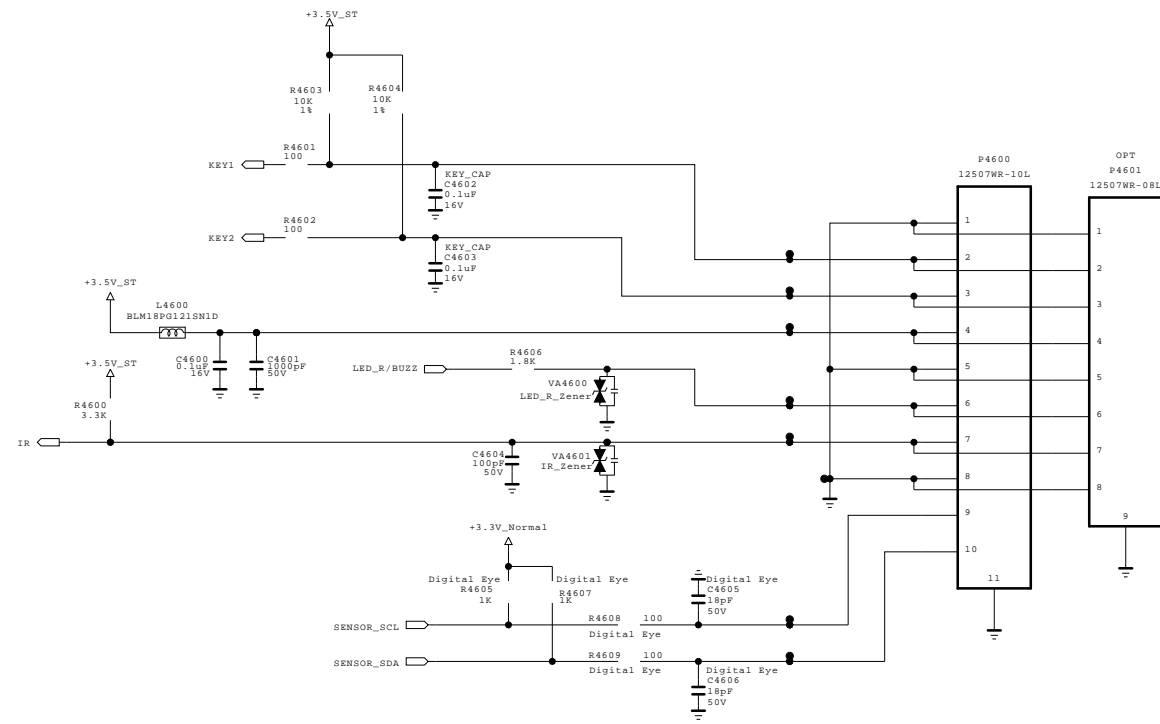 +3.5V_ST
R4603
10K
1%
R4604
10K
1%
R4601
100
KEY1
KEY_CAP
C4602
0.1uF
16V
R4602
100
KEY2
KEY_CAP
C4603
0.1uF
16V
+3.5V_ST
L4600
BLM18PG121SN1D
C4600
0.1uF
16V
C4601
1000pF
50V
+3.5V_ST
R4600
3.3K
IR
LED_R/BUZZ
R4606
1.8K
VA4600
LED_R_Zener
C4604
100pF
50V
VA4601
IR_Zener
+3.3V_Normal
Digital Eye
R4605
1K
Digital Eye
R4607
1K
SENSOR_SCL
R4608
100
Digital Eye
Digital Eye
C4605
18pF
50V
SENSOR_SDA
R4609
100
Digital Eye
Digital Eye
C4606
18pF
50V
P4600
12507WR-10L
1
2
3
4
5
6
7
8
9
10
11
OPT
P4601
12507WR-08L
1
2
3
4
5
6
7
8
9